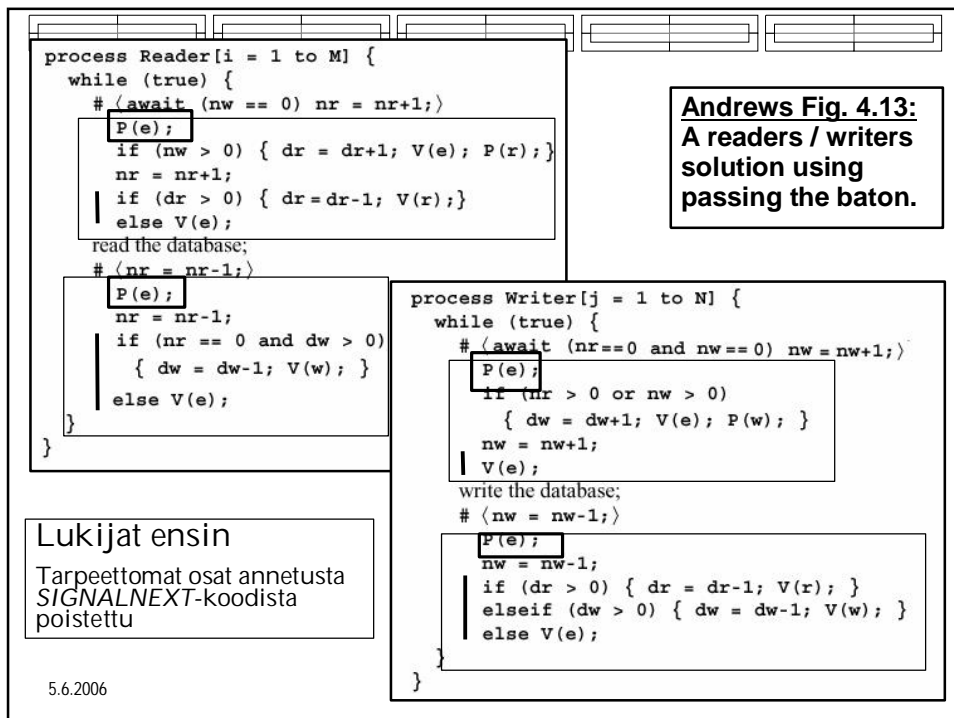 process Reader[i = 1 to M] {
while (true) {
# ⟨await (nw == 0) nr = nr+1;⟩
P(e);
if (nw > 0) { dr = dr+1; V(e); P(r);}
nr = nr+1;
if (dr > 0) { dr = dr-1; V(r);}
else V(e);
read the database;
# ⟨nr = nr-1;⟩
P(e);
nr = nr-1;
if (nr == 0 and dw > 0)
{ dw = dw-1; V(w); }
else V(e);
}
}
Andrews Fig. 4.13:
A readers / writers
solution using
passing the baton.
process Writer[j = 1 to N] {
while (true) {
# ⟨await (nr==0 and nw==0) nw = nw+1;⟩
P(e);
if (nr > 0 or nw > 0)
{ dw = dw+1; V(e); P(w); }
nw = nw+1;
V(e);
write the database;
# ⟨nw = nw-1;⟩
P(e);
nw = nw-1;
if (dr > 0) { dr = dr-1; V(r); }
elseif (dw > 0) { dw = dw-1; V(w); }
else V(e);
}
}
Lukijat ensin
Tarpeettomat osat annetusta
SIGNALNEXT-koodista
poistettu
5.6.2006